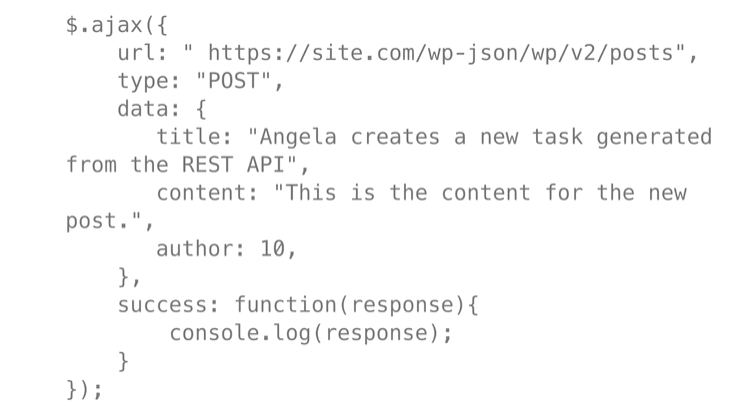 $.ajax({
url: " https://site.com/wp-json/wp/v2/posts",
type: "POST",
data: {
title: "Angela creates a new task generated
from the REST API",
content: "This is the content for the new
post.",
author: 10,
},
success: function(response){
console.log(response);
}
});